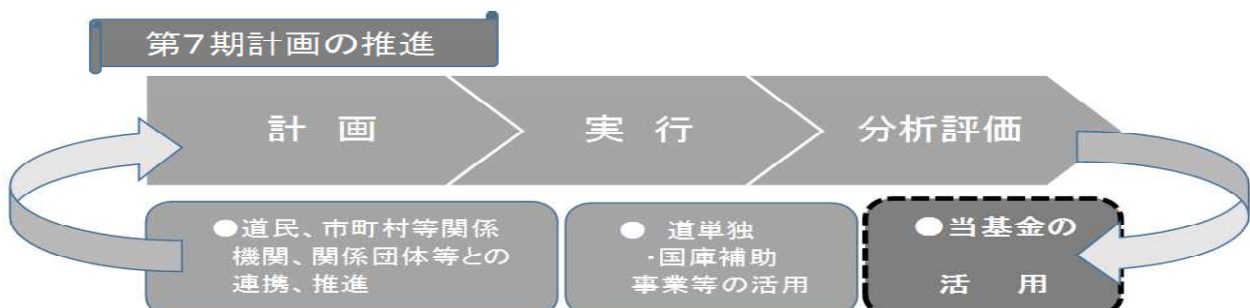 第7期計画の推進
計 画
実 行
分析評価
●道民、市町村等関係
機関、関係団体等との
連携、推進
● 道単独
・国庫補助
事業等の活用
●当基金の
活 用